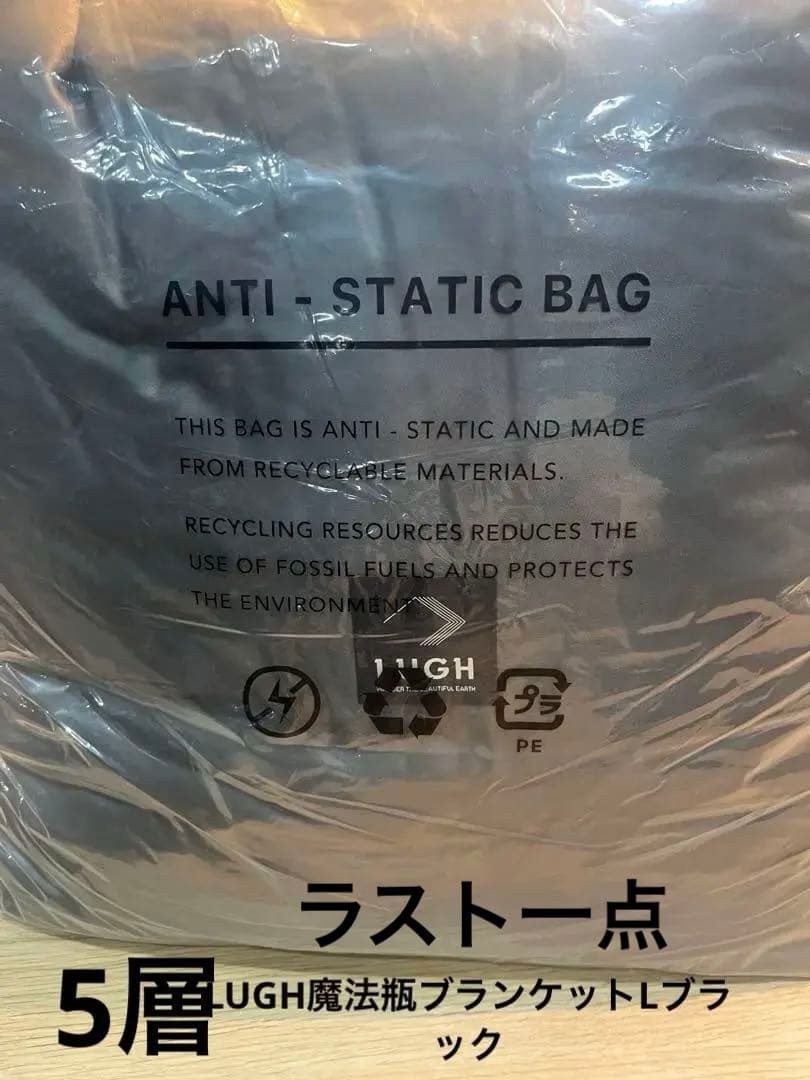 ANTI - STATIC BAG
THIS BAG IS ANTI - STATIC AND MADE
FROM RECYCLABLE MATERIALS.
RECYCLING RESOURCES REDUCES THE
USE OF FOSSIL FUELS AND PROTECTS
THE ENVIRONMENT
LUGH
BEAUTIFUL EARTH
プラ
PE
ラスト一点
5層
LUGH魔法瓶ブランケットLブラ
ック